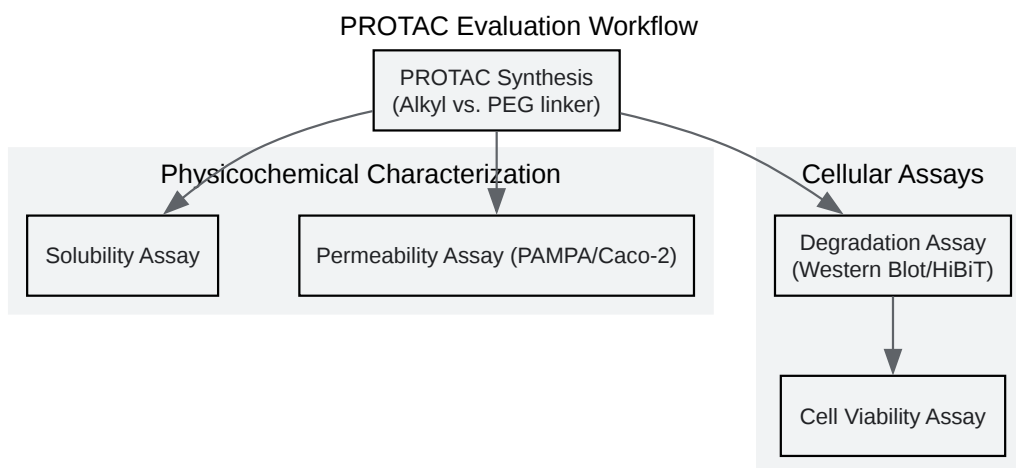 PROTAC Evaluation Workflow
PROTAC Synthesis
(Alkyl vs. PEG linker)
Physicochemical Characterization
Cellular Assays
Solubility Assay
Permeability Assay (PAMPA/Caco-2)
Degradation Assay
(Western Blot/HiBiT)
Cell Viability Assay